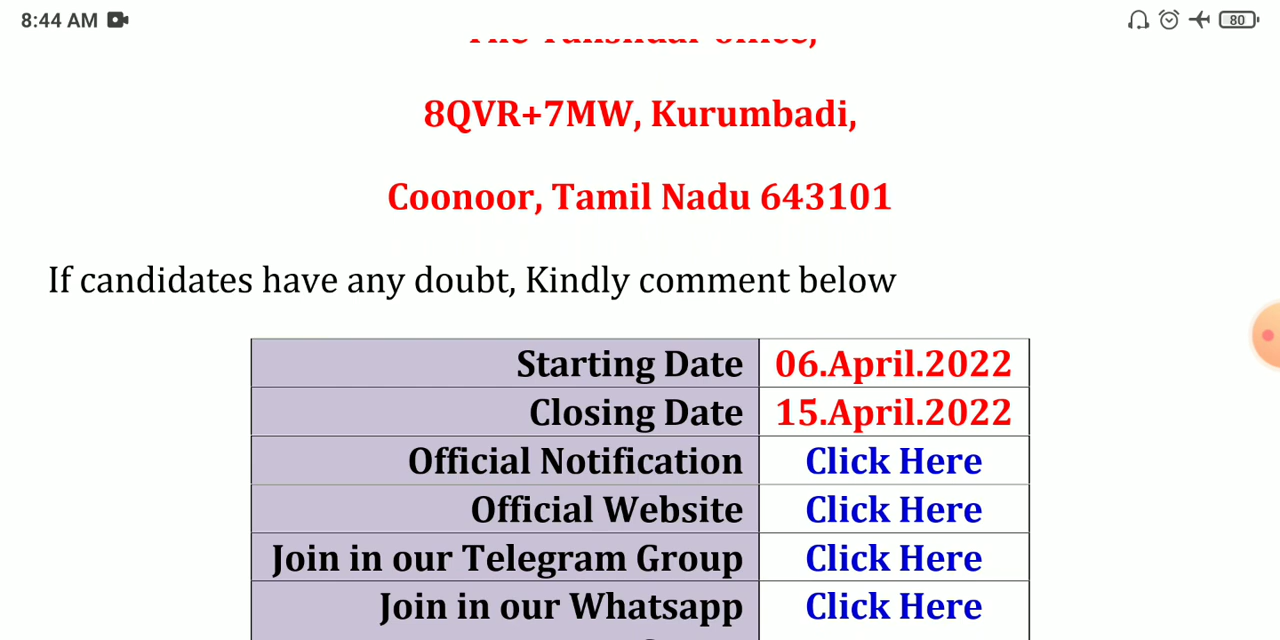 8:44 AM
80
8QVR+7MW, Kurumbadi,
Coonoor, Tamil Nadu 643101
If candidates have any doubt, Kindly comment below
Starting Date 06.April.2022
Closing Date 15.April.2022
Official Notification Click Here
Official Website Click Here
Join in our Telegram Group Click Here
Join in our Whatsapp Click Here